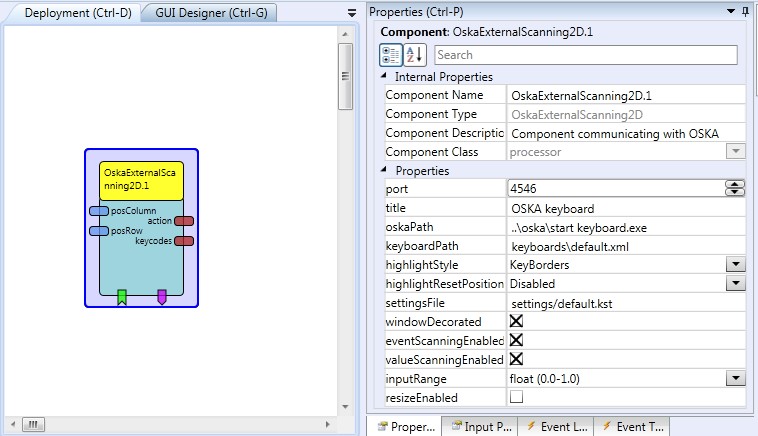 Deployment (Ctrl-D)
GUI Designer (Ctrl-G)
OskaExternalSca
nning2D.1
posColumn
action
posRow
keycodes
Properties (Ctrl-P)
Component: OskaExternalScanning2D.1
A
Z
Search
Internal Properties
Component Name OskaExternalScanning2D.1
Component Type OskaExternalScanning2D
Component Descriptio Component communicating with OSKA
Component Class processor
Properties
port 4546
title OSKA keyboard
oskaPath ..\oska\start keyboard.exe
keyboardPath keyboards\default.xml
highlightStyle KeyBorders
highlightResetPosition Disabled
settingsFile settings/default.kst
windowDecorated
eventScanningEnabled
valueScanningEnabled
inputRange float (0.0-1.0)
resizeEnabled
Proper... Input P... Event L... Event T...